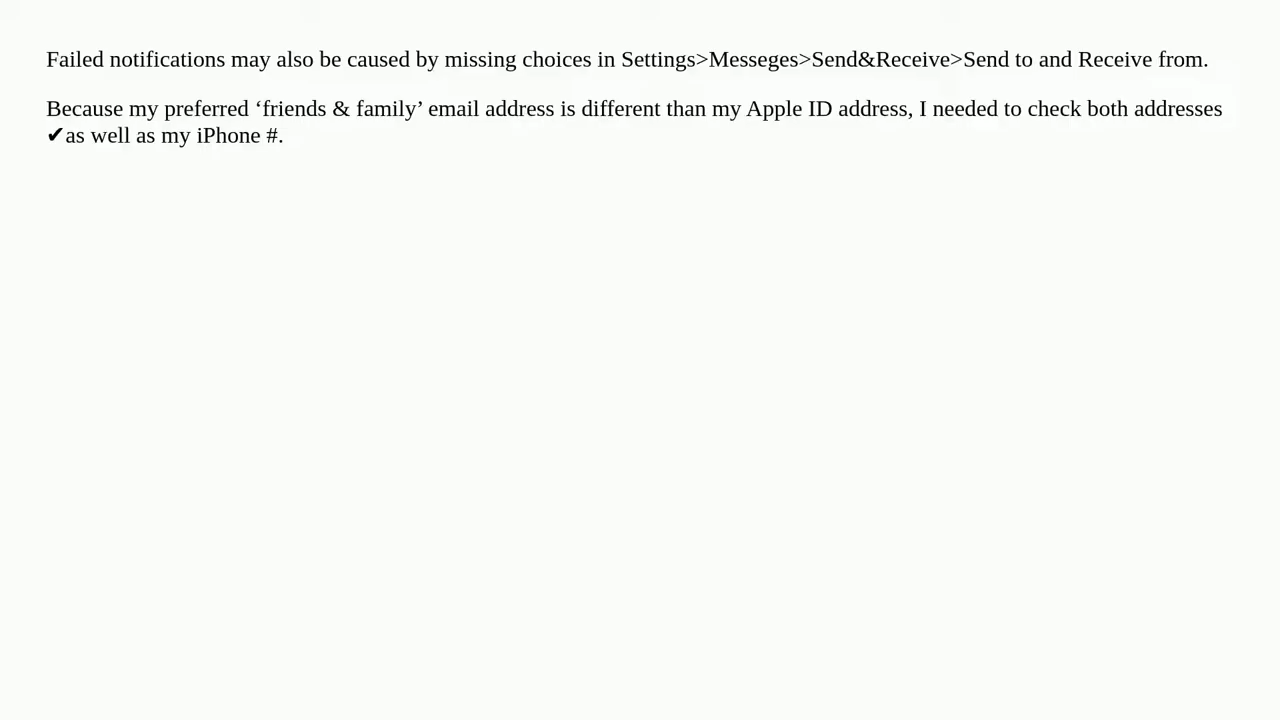 Failed notifications may also be caused by missing choices in Settings>Messeges>Send&Receive>Send to and Receive from.
Because my preferred ‘friends & family’ email address is different than my Apple ID address, I needed to check both addresses
✔as well as my iPhone #.